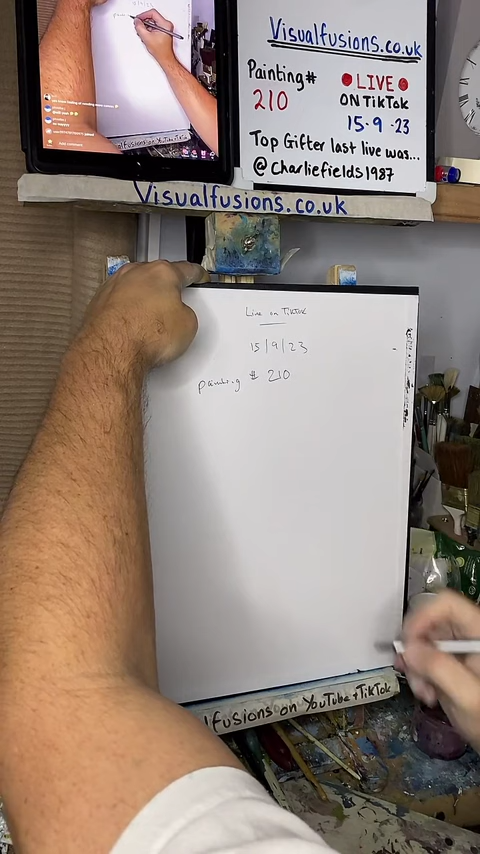 Visualfusions.co.uk
Painting#
210
LIVE
ON TikTok
15·9·23
Top Gifter last live was...
@Charliefields1987
Visualfusions.co.uk
Live on TikTok
15/9/23
painting # 210
lfusions on YouTube+TikTok